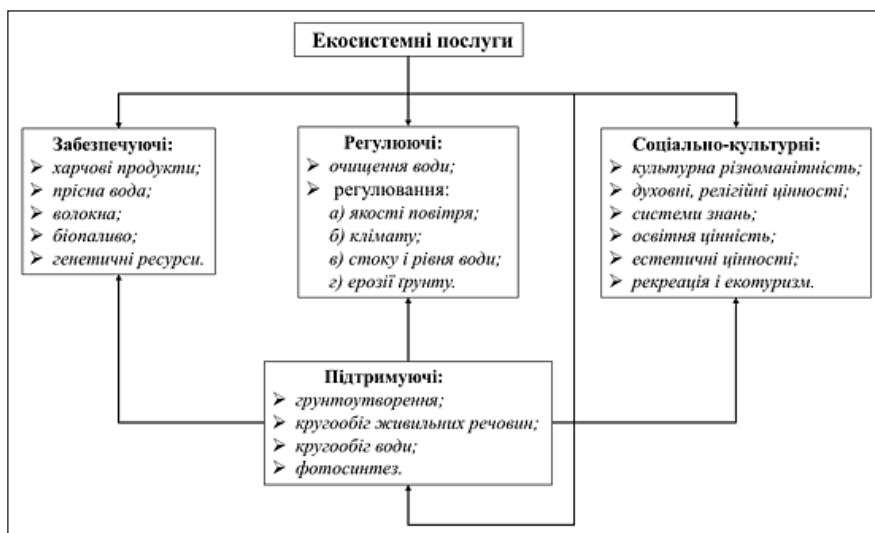 Екосистемні послуги
Забезпечуючі:
➢ харчові продукти;
➢ прісна вода;
➢ волокна;
➢ біопаливо;
➢ генетичні ресурси.
Регулюючі:
➢ очищення води;
➢ регулювання:
а) якості повітря;
б) клімату;
в) стоку і рівня води;
г) ерозії ґрунту.
Соціально-культурні:
➢ культурна різноманітність;
➢ духовні, релігійні цінності;
➢ системи знань;
➢ освітня цінність;
➢ естетичні цінності;
➢ рекреація і екотуризм.
Підтримуючі:
➢ грунтоутворення;
➢ кругообіг живильних речовин;
➢ кругообіг води;
➢ фотосинтез.